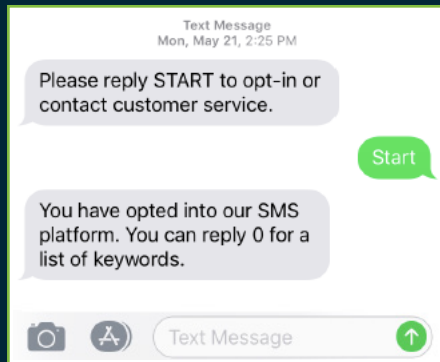 Text Message
Mon, May 21, 2:25 PM
Please reply START to opt-in or
contact customer service.
Start
You have opted into our SMS
platform. You can reply 0 for a
list of keywords.
Text Message